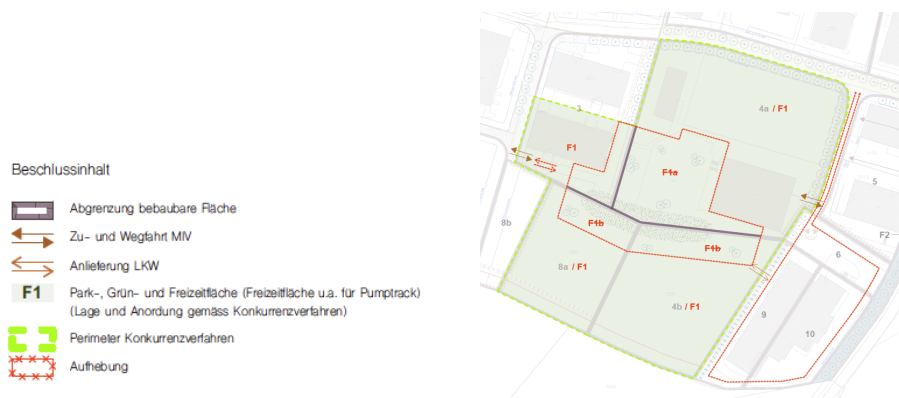 Beschlussinhalt
Abgrenzung bebaubare Fläche
Zu- und Wegfahrt MIV
Anlieferung LKW
F1 Park-, Grün- und Freizeitfläche (Freizeitfläche u.a. für Pumptrack)
(Lage und Anordung gemäss Konkurrenzverfahren)
Perimeter Konkurrenzverfahren
Aufhebung
3
4a / F1
F1
F1a
5
8b
F1b
F2
F1b
6
8a / F1
4b / F1
9
10